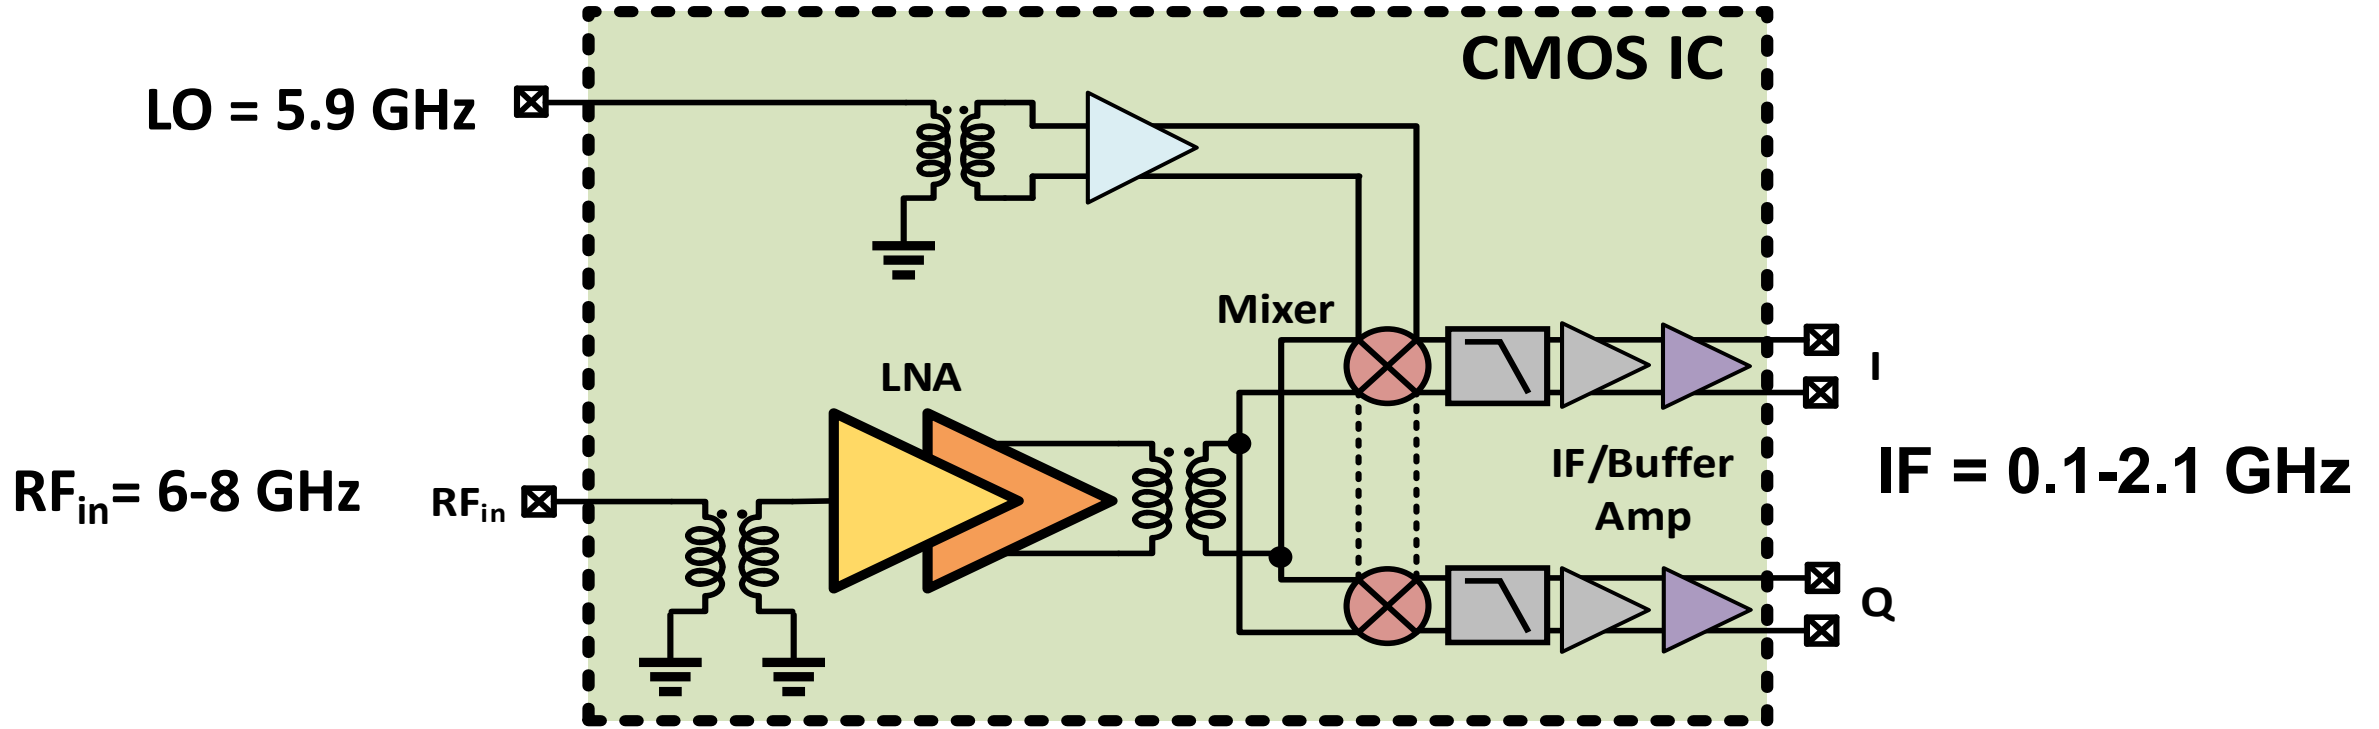 CMOS IC
LO = 5.9 GHz
Mixer
LNA
I
IF/Buffer
Amp
IF = 0.1-2.1 GHz
RFin= 6-8 GHz
RFin
Q